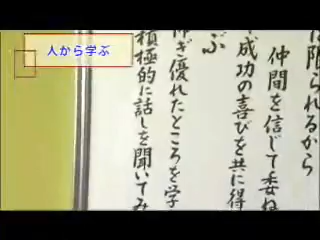 人から学ぶ
限られるから
仲間を信じて委ね
成功の喜びを共に得
ぶ
ぎ優れたところを学
積極的に話しを聞いてみ